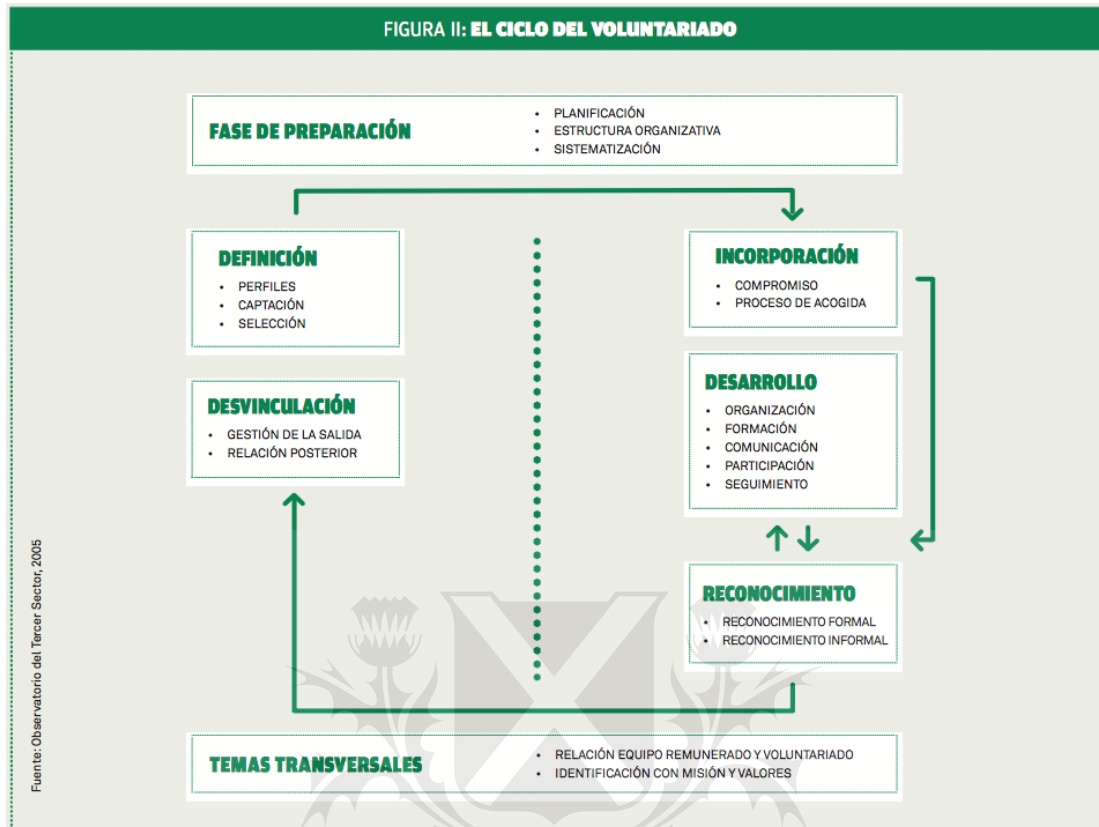 FIGURA II: EL CICLO DEL VOLUNTARIADO
FASE DE PREPARACIÓN
• PLANIFICACIÓN
• ESTRUCTURA ORGANIZATIVA
• SISTEMATIZACIÓN
DEFINICIÓN
• PERFILES
• CAPTACIÓN
• SELECCIÓN
INCORPORACIÓN
• COMPROMISO
• PROCESO DE ACOGIDA
DESARROLLO
• ORGANIZACIÓN
• FORMACIÓN
• COMUNICACIÓN
• PARTICIPACIÓN
• SEGUIMIENTO
DESVINCULACIÓN
• GESTIÓN DE LA SALIDA
• RELACIÓN POSTERIOR
RECONOCIMIENTO
• RECONOCIMIENTO FORMAL
• RECONOCIMIENTO INFORMAL
TEMAS TRANSVERSALES
• RELACIÓN EQUIPO REMUNERADO Y VOLUNTARIADO
• IDENTIFICACIÓN CON MISIÓN Y VALORES
Fuente: Observatorio del Tercer Sector, 2005